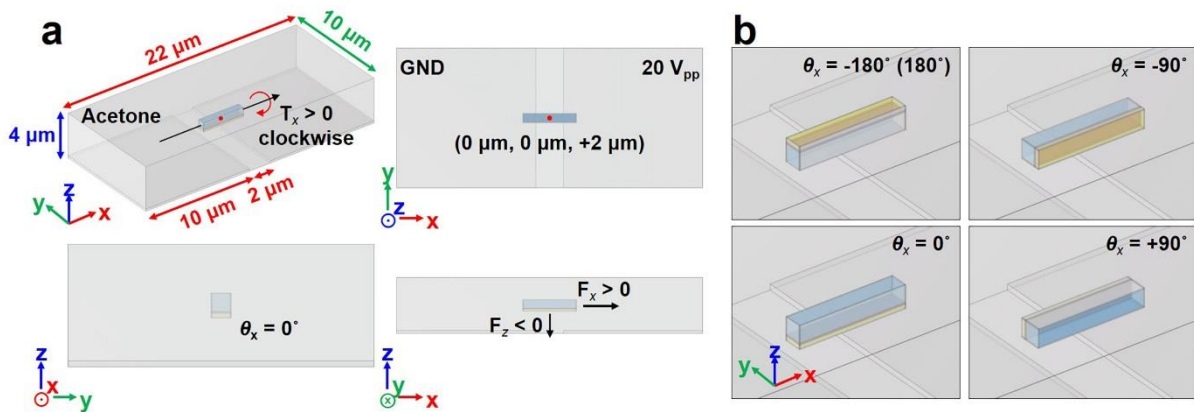 a
22 µm
10 µm
4 µm
Acetone
Tx > 0
clockwise
10 µm
2 µm
z
y
x
GND
20 Vpp
(0 µm, 0 µm, +2 µm)
y
z
x
θx = 0˚
z
x
y
Fx > 0
Fz < 0
z
y
x
x
b
θx = -180˚ (180˚)
θx = -90˚
θx = 0˚
θx = +90˚
z
y
x